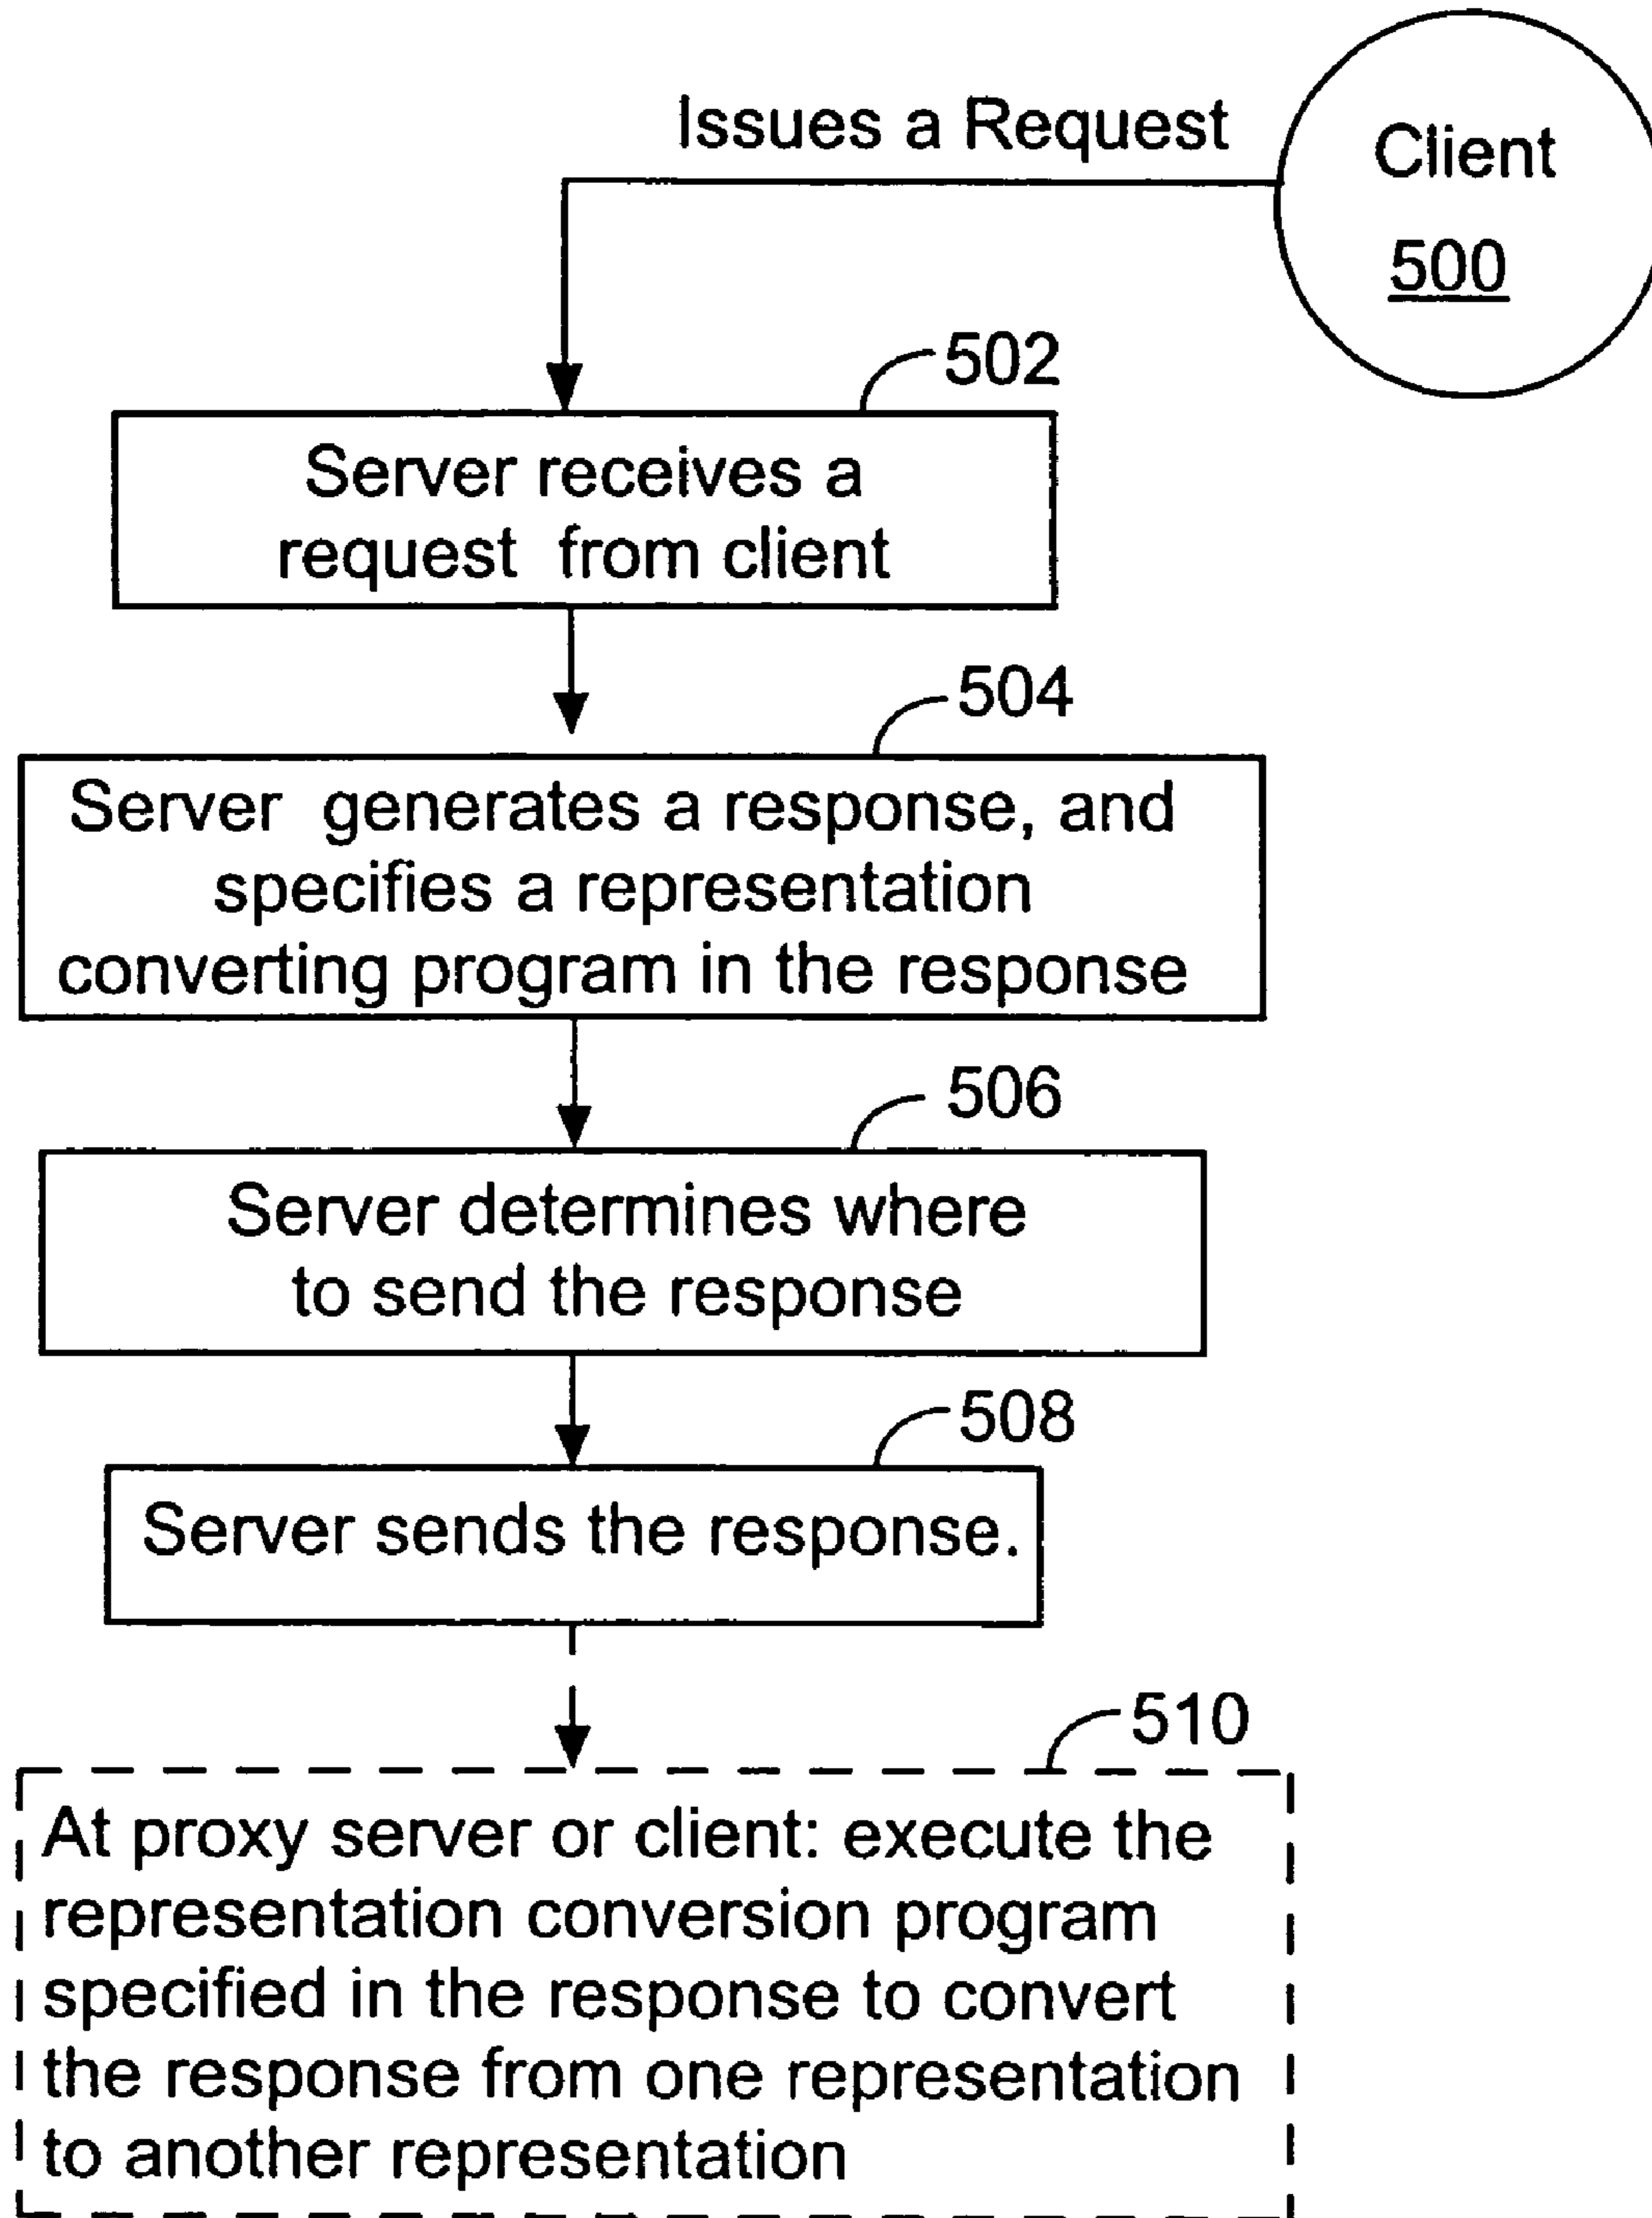 Issues a Request
Client
500
502
Server receives a
request from client
504
Server generates a response, and
specifies a representation
converting program in the response
506
Server determines where
to send the response
508
Server sends the response.
510
At proxy server or client: execute the
representation conversion program
specified in the response to convert
the response from one representation
to another representation